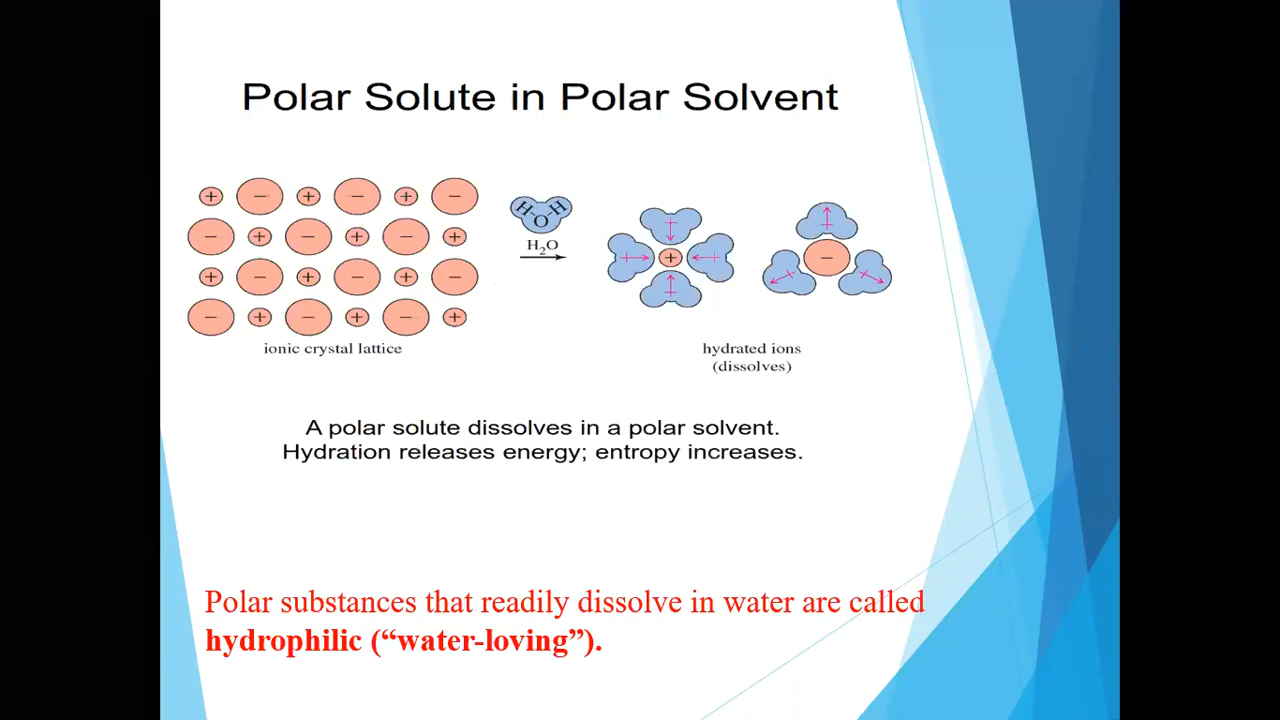 Polar Solute in Polar Solvent
+ − + − + −
− + − + − +
+ − + − + −
− + − + − +
H O H
H₂O
+
−
ionic crystal lattice
hydrated ions
(dissolves)
A polar solute dissolves in a polar solvent.
Hydration releases energy; entropy increases.
Polar substances that readily dissolve in water are called
hydrophilic (“water-loving”).